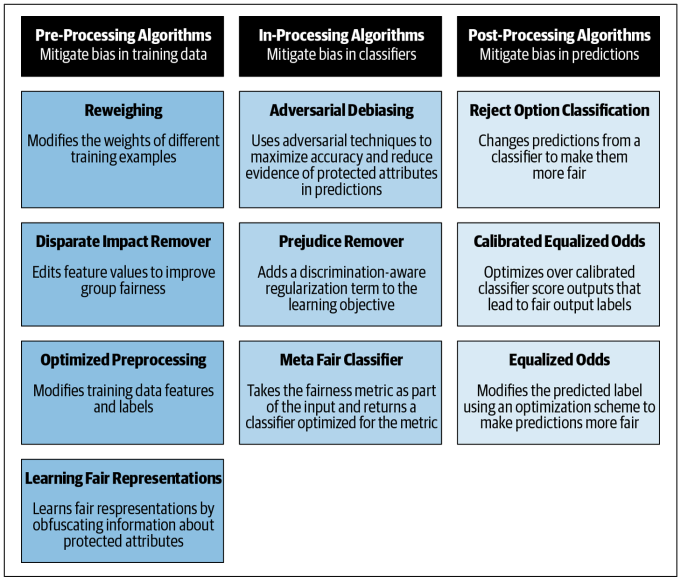 Pre-Processing Algorithms
Mitigate bias in training data
In-Processing Algorithms
Mitigate bias in classifiers
Post-Processing Algorithms
Mitigate bias in predictions
Reweighing
Modifies the weights of different
training examples
Adversarial Debiasing
Uses adversarial techniques to
maximize accuracy and reduce
evidence of protected attributes
in predictions
Reject Option Classification
Changes predictions from a
classifier to make them
more fair
Disparate Impact Remover
Edits feature values to improve
group fairness
Prejudice Remover
Adds a discrimination-aware
regularization term to the
learning objective
Calibrated Equalized Odds
Optimizes over calibrated
classifier score outputs that
lead to fair output labels
Optimized Preprocessing
Modifies training data features
and labels
Meta Fair Classifier
Takes the fairness metric as part
of the input and returns a
classifier optimized for the metric
Equalized Odds
Modifies the predicted label
using an optimization scheme to
make predictions more fair
Learning Fair Representations
Learns fair respresentations by
obfuscating information about
protected attributes